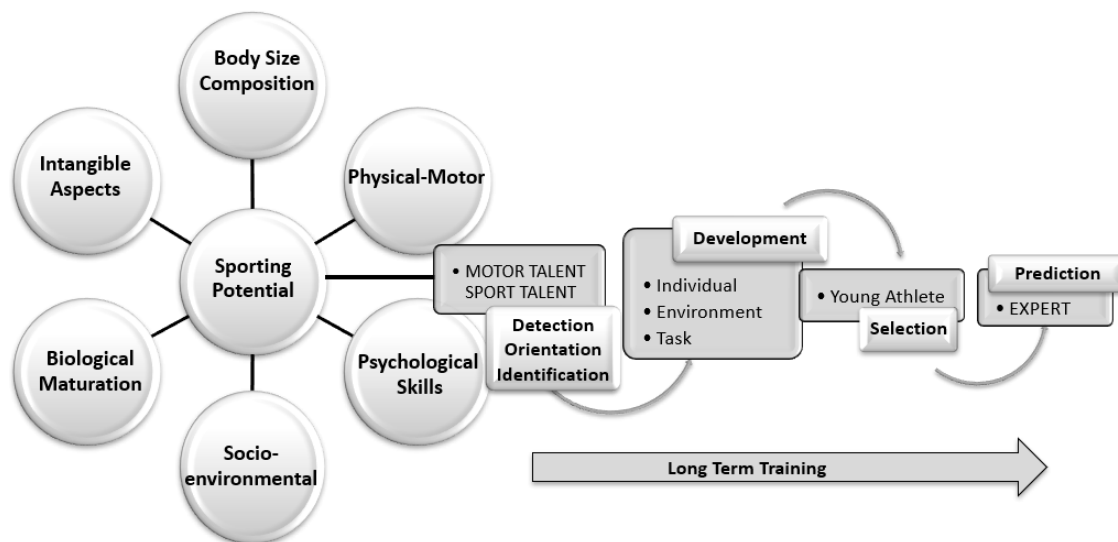 Body Size
Composition
Intangible
Aspects
Physical-Motor
Sporting
Potential
Biological
Maturation
Psychological
Skills
Socio-
environmental
• MOTOR TALENT
SPORT TALENT
Detection
Orientation
Identification
Development
• Individual
• Environment
• Task
• Young Athlete
Selection
Prediction
• EXPERT
Long Term Training